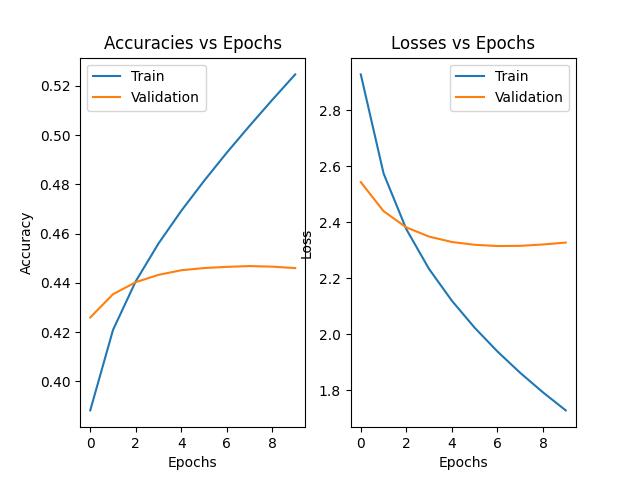 Accuracies vs Epochs
Train
Validation
0.52
0.50
0.48
0.46
0.44
0.42
0.40
Accuracy
0 2 4 6 8
Epochs
Losses vs Epochs
Train
Validation
2.8
2.6
2.4
2.2
2.0
1.8
Loss
0 2 4 6 8
Epochs